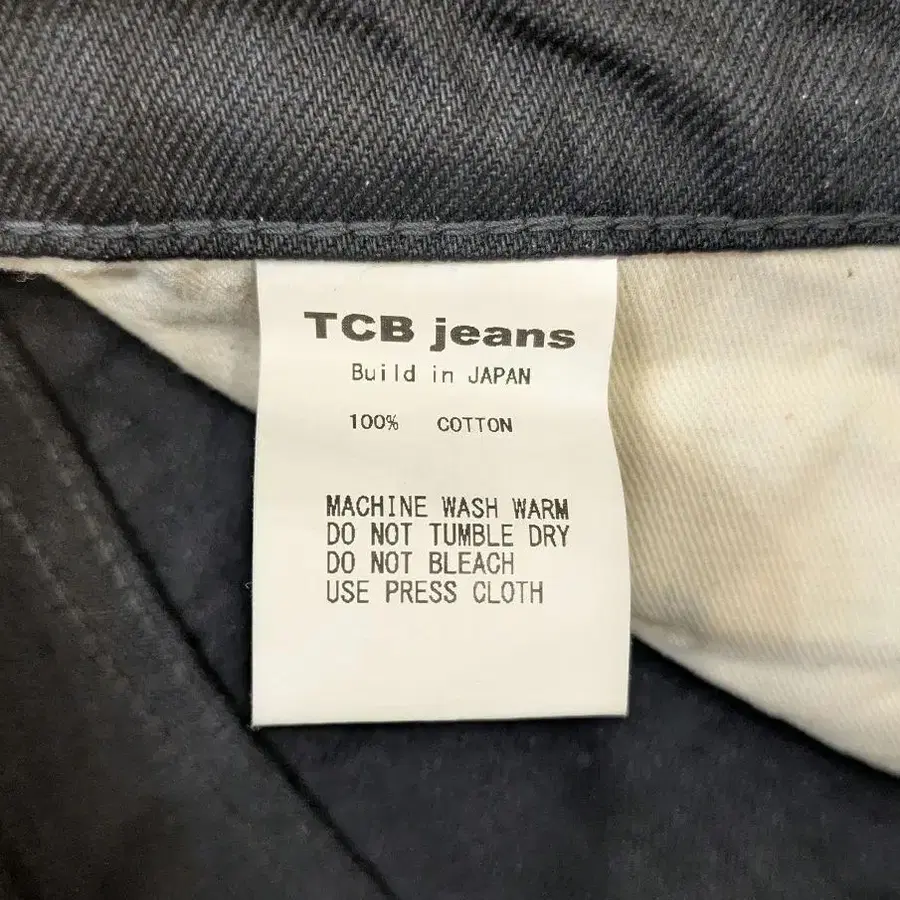 TCB jeans
Build in JAPAN
100% COTTON
MACHINE WASH WARM
DO NOT TUMBLE DRY
DO NOT BLEACH
USE PRESS CLOTH